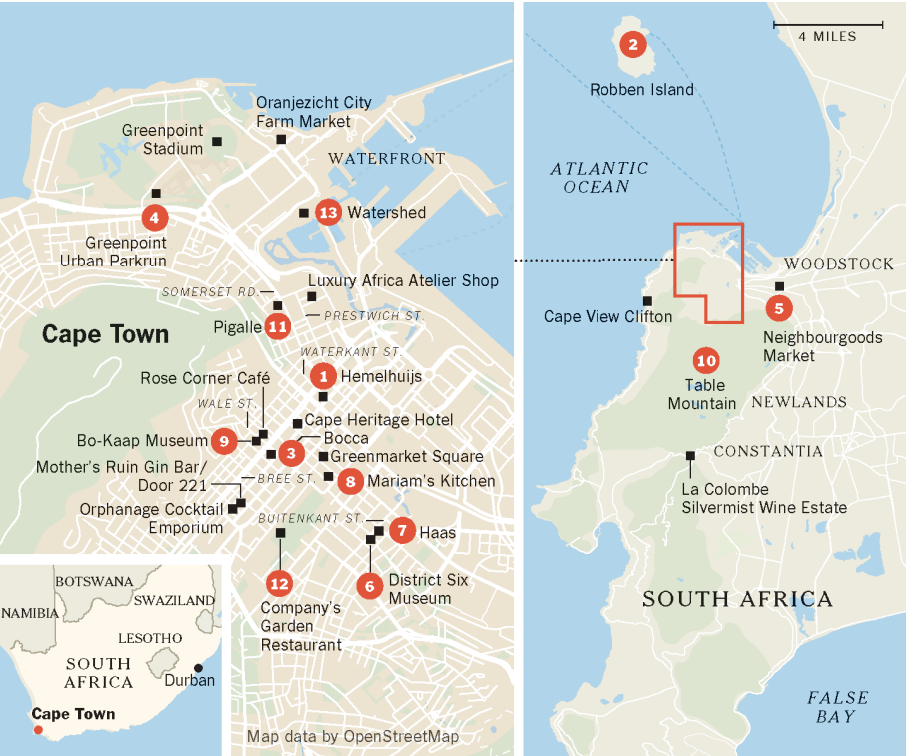 Oranjezicht City
Farm Market
Greenpoint
Stadium
WATERFRONT
13 Watershed
4
Greenpoint
Urban Parkrun
Luxury Africa Atelier Shop
SOMERSET RD.
PRESTWICH ST.
Pigalle 11
Cape Town
WATERKANT ST.
1 Hemelhuijs
Rose Corner Café
WALE ST.
Cape Heritage Hotel
Bo-Kaap Museum 9
Bocca
3
Greenmarket Square
Mother's Ruin Gin Bar/
Door 221
BREE ST.
8 Mariam's Kitchen
Orphanage Cocktail
Emporium
BUITENKANT ST.
7 Haas
12
Company's
Garden
Restaurant
6
District Six
Museum
Map data by OpenStreetMap
BOTSWANA
NAMIBIA
SWAZILAND
LESOTHO
SOUTH
AFRICA
Durban
Cape Town
4 MILES
2
Robben Island
ATLANTIC
OCEAN
WOODSTOCK
Cape View Clifton
5
Neighbourgoods
Market
10
Table
Mountain
NEWLANDS
CONSTANTIA
La Colombe
Silvermist Wine Estate
SOUTH AFRICA
FALSE
BAY